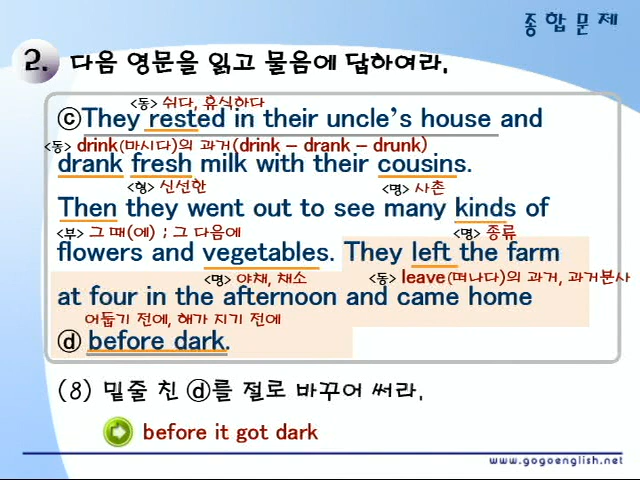 종합문제
2. 다음 영문을 읽고 물음에 답하여라.
<동> 쉬다, 휴식하다
ⓒThey rested in their uncle's house and
<동> drink(마시다)의 과거(drink – drank – drunk)
drank fresh milk with their cousins.
<형> 신선한 <명> 사촌
Then they went out to see many kinds of
<부> 그 때(에) ; 그 다음에 <명> 종류
flowers and vegetables. They left the farm
<명> 야채, 채소 <동> leave(떠나다)의 과거, 과거분사
at four in the afternoon and came home
어둡기 전에, 해가 지기 전에
ⓓ before dark.
(8) 밑줄 친 ⓓ를 절로 바꾸어 써라.
before it got dark
www.gogoenglish.net